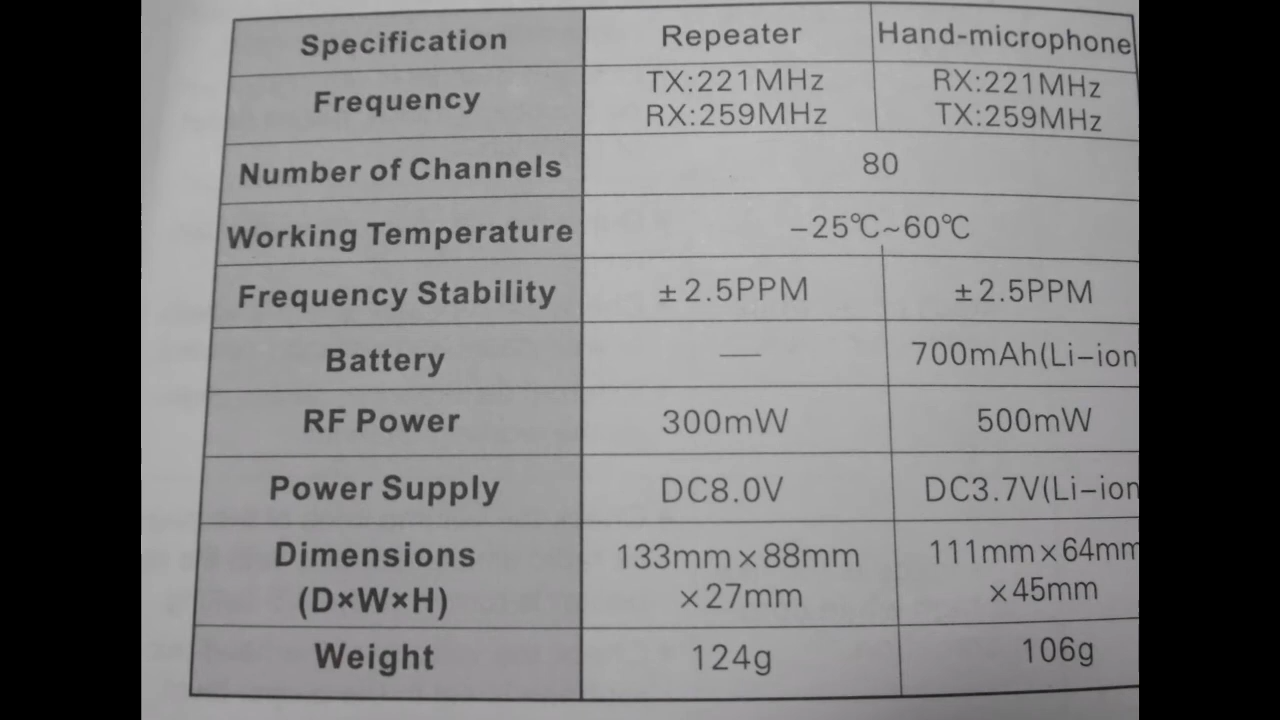 Specification Repeater Hand-microphone
Frequency TX:221MHz RX:221MHz
RX:259MHz TX:259MHz
Number of Channels 80
Working Temperature −25℃~60℃
Frequency Stability ±2.5PPM ±2.5PPM
Battery — 700mAh(Li-ion
RF Power 300mW 500mW
Power Supply DC8.0V DC3.7V(Li-ion
Dimensions 133mm×88mm 111mm×64mm
(D×W×H) ×27mm ×45mm
Weight 124g 106g